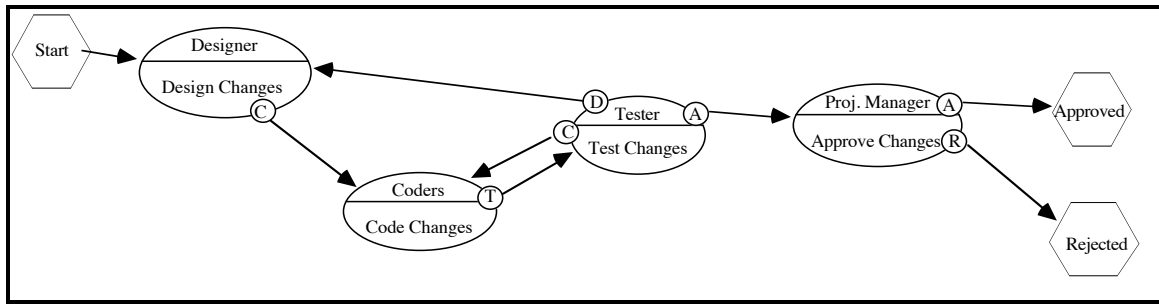 Start
Designer
Design Changes
C
D
Tester
A
C
Test Changes
Coders
T
Code Changes
Proj. Manager
A
Approve Changes
R
Approved
Rejected